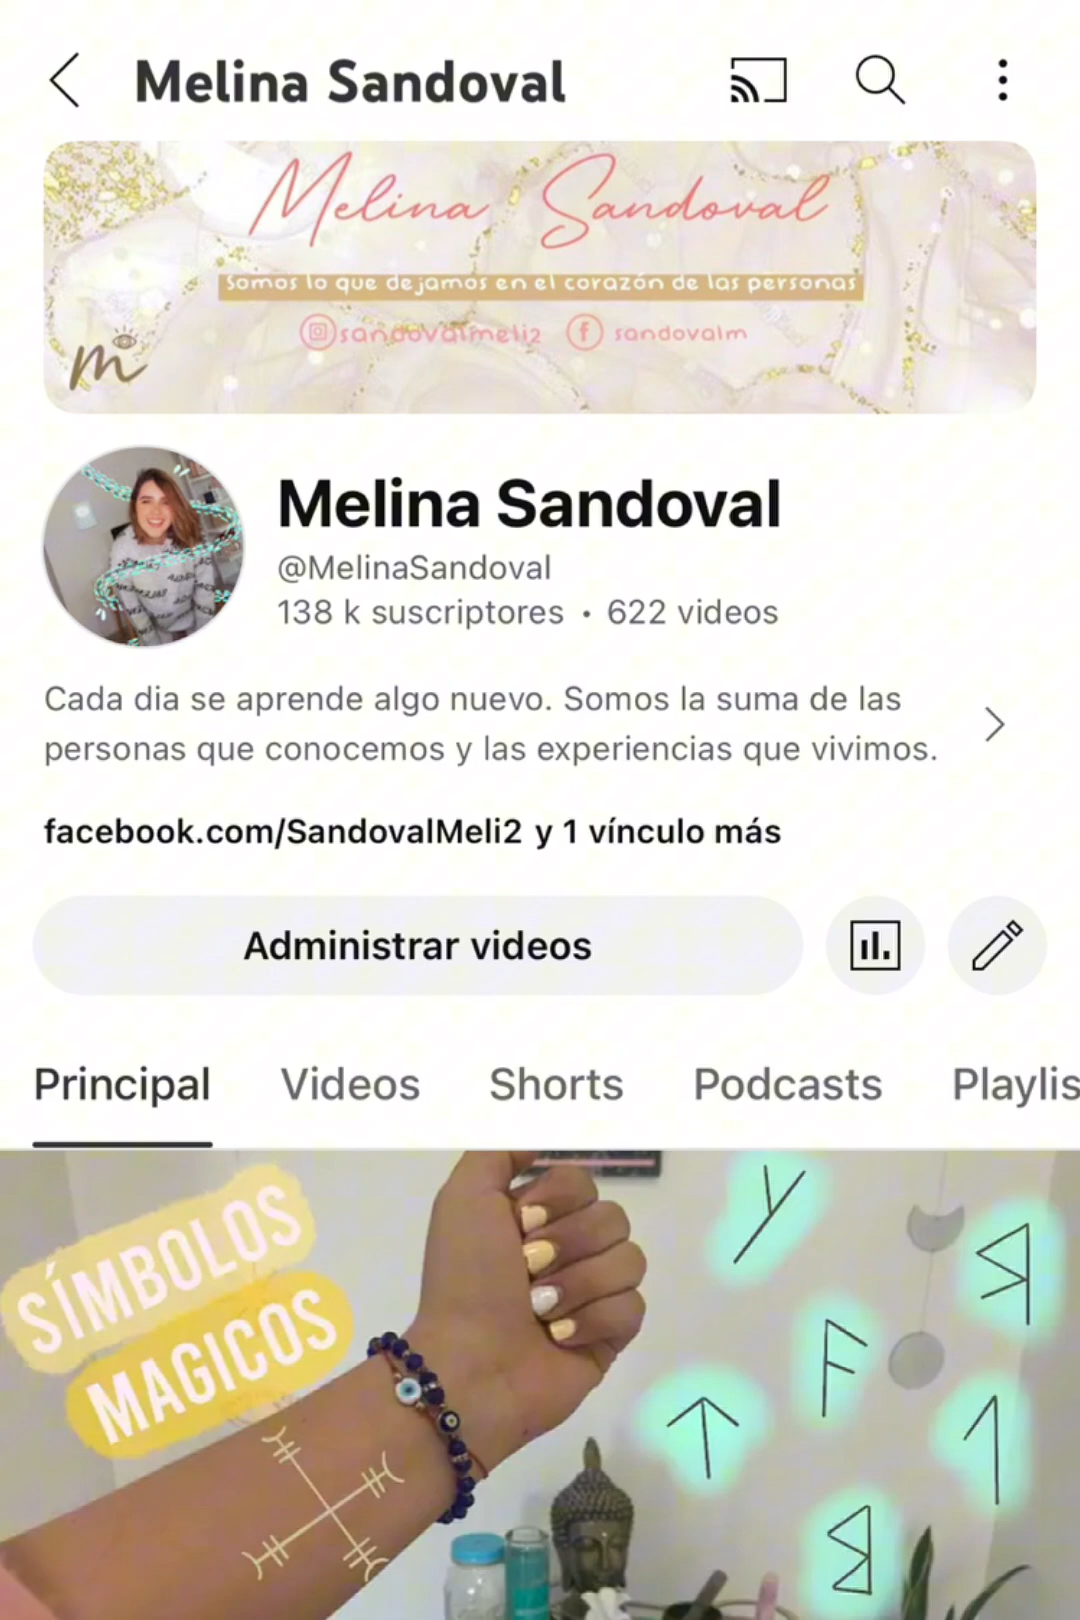 Melina Sandoval
Melina Sandoval
Somos lo que dejamos en el corazón de las personas
sandovalmeli2 sandovalm
m
Melina Sandoval
@MelinaSandoval
138 k suscriptores • 622 videos
Cada dia se aprende algo nuevo. Somos la suma de las
personas que conocemos y las experiencias que vivimos.
facebook.com/SandovalMeli2 y 1 vínculo más
Administrar videos
Principal Videos Shorts Podcasts Playlis
SÍMBOLOS
MAGICOS